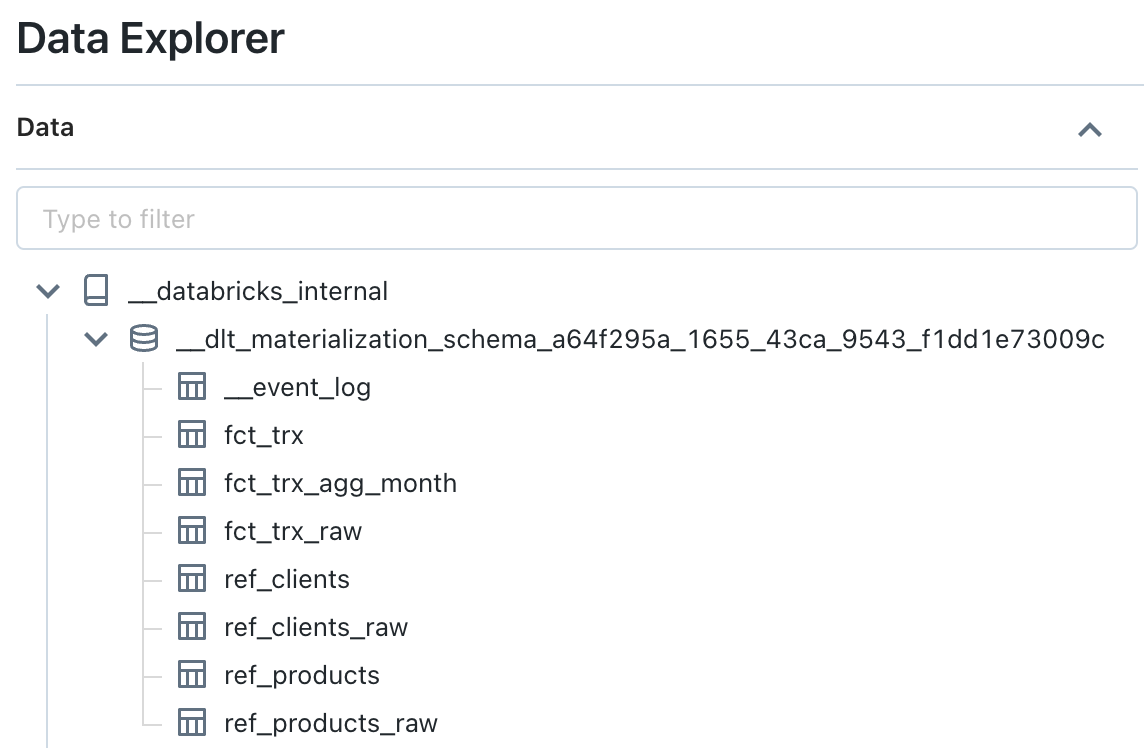 Data Explorer
Data
Type to filter
__databricks_internal
__dlt_materialization_schema_a64f295a_1655_43ca_9543_f1dd1e73009c
__event_log
fct_trx
fct_trx_agg_month
fct_trx_raw
ref_clients
ref_clients_raw
ref_products
ref_products_raw